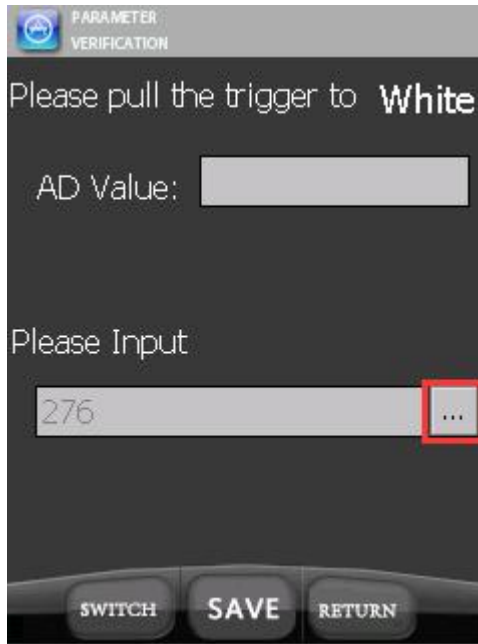 PARAMETER
VERIFICATION
Please pull the trigger to White
AD Value:
Please Input
276 ...
SWITCH SAVE RETURN